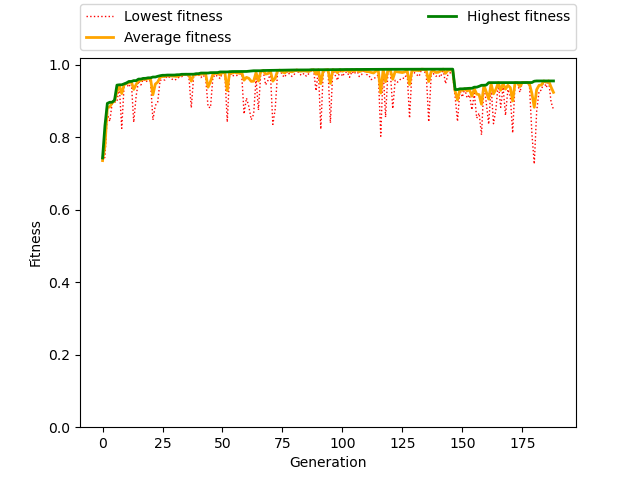 Lowest fitness
Average fitness
Highest fitness
1.0
0.8
0.6
0.4
0.2
0.0
Fitness
0 25 50 75 100 125 150 175
Generation